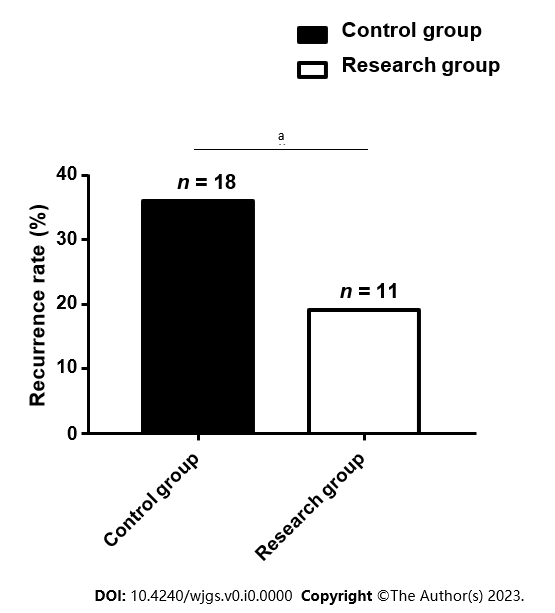 Control group
Research group
a
40
n = 18
30
n = 11
20
10
0
Recurrence rate (%)
Control group
Research group
DOI: 10.4240/wjgs.v0.i0.0000 Copyright ©The Author(s) 2023.